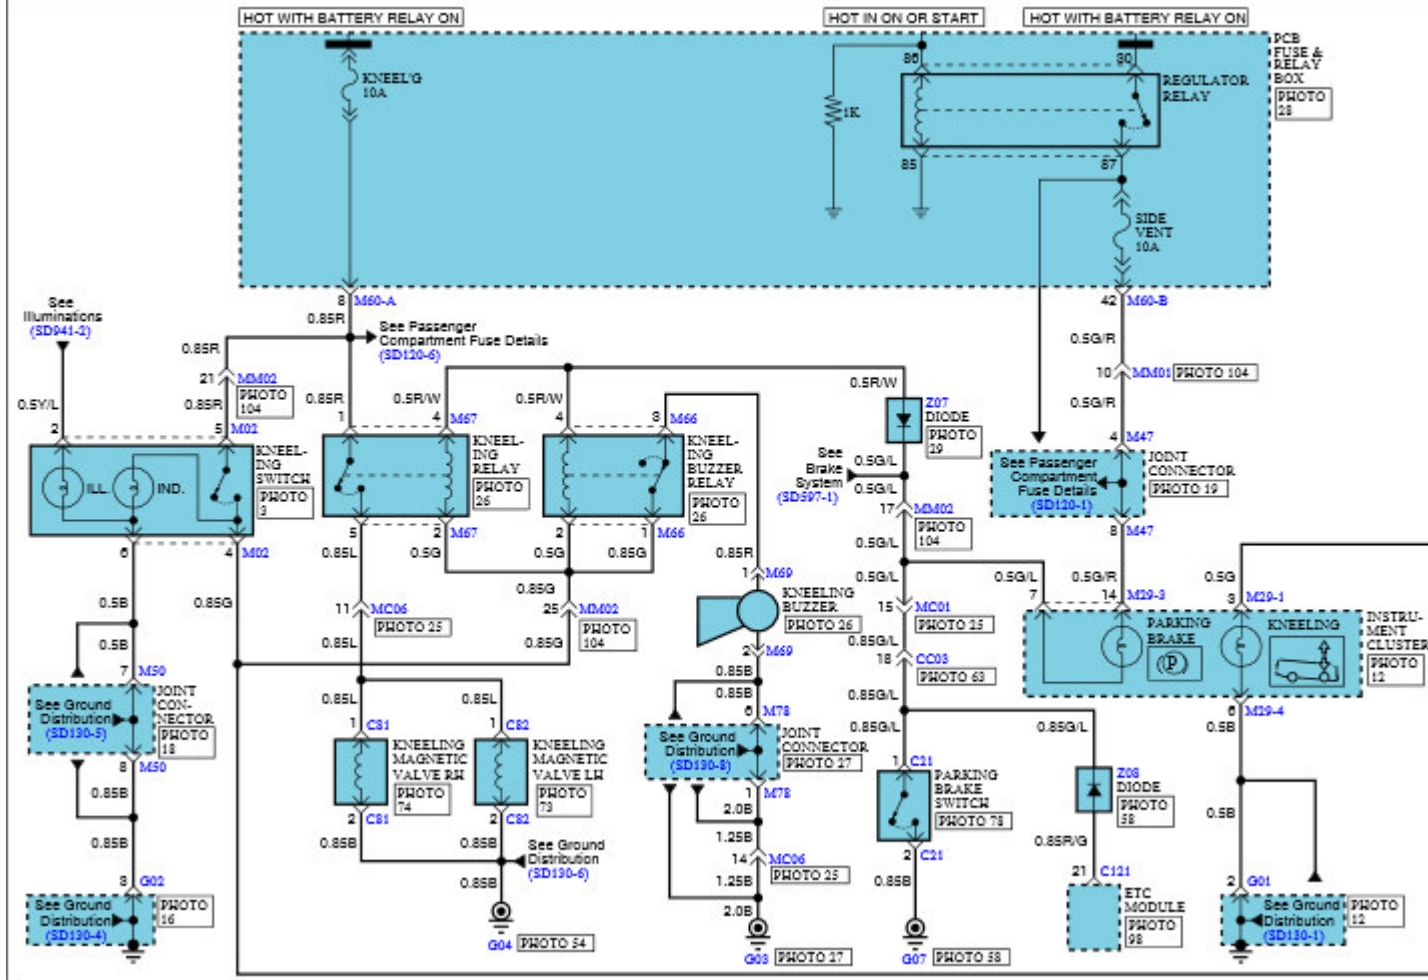 HOT WITH BATTERY RELAY ON
HOT IN ON OR START
HOT WITH BATTERY RELAY ON
PCB
FUSE &
RELAY
BOX
PHOTO
28
KNEEL'G
10A
1K
86
30
REGULATOR
RELAY
85
87
SIDE
VENT
10A
8
M60-A
42
M60-B
See
Illuminations
(SD941-2)
0.85R
See Passenger
Compartment Fuse Details
(SD120-6)
0.85R
21
MM02
PHOTO
104
0.5G/R
10
MM01
PHOTO 104
0.5Y/L
0.85R
0.85R
0.5R/W
0.5R/W
0.5R/W
0.5G/R
2
5
M02
1
4
M67
4
3
M66
Z07
DIODE
PHOTO
29
4
M47
ILL.
IND.
KNEEL-
ING
SWITCH
PHOTO
3
KNEEL-
ING
RELAY
PHOTO
26
KNEEL-
ING
BUZZER
RELAY
PHOTO
26
See
Brake
System
(SD597-1)
0.5G/L
0.5G/L
See Passenger
Compartment
Fuse Details
(SD120-1)
JOINT
CONNECTOR
PHOTO 19
17
MM02
PHOTO
104
8
M47
6
4
M02
5
2
M67
2
1
M66
0.85L
0.5G
0.5G
0.85G
0.85R
0.5G/L
0.5B
0.85G
0.85G
1
M69
0.5G/L
0.5G/L
0.5G/R
0.5G
11
MC06
PHOTO 25
25
MM02
PHOTO
104
KNEELING
BUZZER
PHOTO 26
15
MC01
PHOTO 25
7
14
M29-3
3
M29-1
PARKING
BRAKE
(P)
KNEELING
INSTRU-
MENT
CLUSTER
PHOTO
12
0.5B
0.85L
0.85G
2
M69
0.85G/L
18
CC03
PHOTO 63
7
M50
0.85B
0.85B
0.85G/L
See Ground
Distribution
(SD130-5)
JOINT
CON-
NECTOR
PHOTO
18
0.85L
0.85L
6
M78
0.85G/L
0.85G/L
6
M29-4
0.5B
1
C81
1
C82
See Ground
Distribution
(SD130-8)
JOINT
CONNECTOR
PHOTO 27
8
M50
KNEELING
MAGNETIC
VALVE RH
PHOTO
74
KNEELING
MAGNETIC
VALVE LH
PHOTO
73
1
M78
1
C21
PARKING
BRAKE
SWITCH
PHOTO 78
Z08
DIODE
PHOTO
58
0.85B
2
C81
2
C82
2.0B
0.5B
0.85B
0.85B
0.85B
1.25B
0.85R/G
0.85B
See Ground
Distribution
(SD130-6)
14
MC06
PHOTO 25
2
C21
21
C121
3
G02
0.85B
1.25B
0.85B
2
G01
See Ground
Distribution
(SD130-4)
PHOTO
16
2.0B
ETC
MODULE
PHOTO
98
See Ground
Distribution
(SD130-1)
PHOTO
12
G04
PHOTO 54
G03
PHOTO 27
G07
PHOTO 58